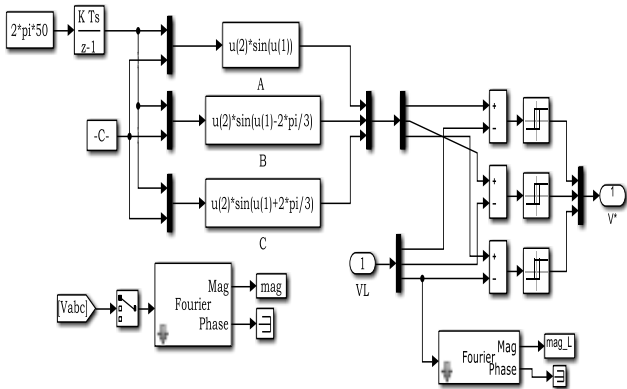 2*pi*50
K Ts
z-1
u(2)*sin(u(1))
A
-C-
u(2)*sin(u(1)-2*pi/3)
B
u(2)*sin(u(1)+2*pi/3)
C
+
-
+
-
+
-
1
V*
1
VL
[Vabc]
Mag
Fourier
Phase
mag
Mag
Fourier
Phase
mag_L